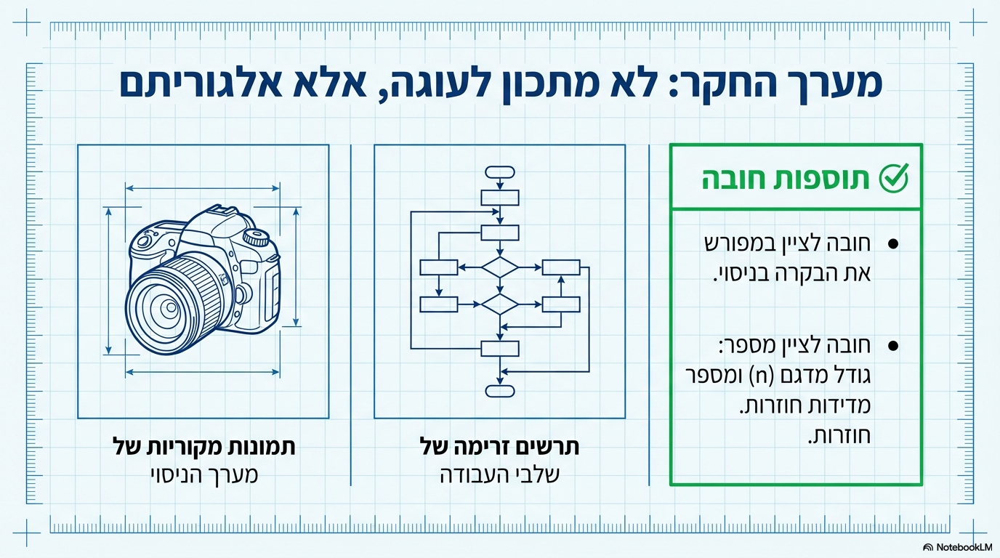 מערך החקר: לא מתכון לעוגה, אלא אלגוריתם
תוספות חובה
• חובה לציין במפורש
את הבקרה בניסוי.
• חובה לציין מספר:
גודל מדגם (n) ומספר
מדידות חוזרות.
חוזרות.
תרשים זרימה של
שלבי העבודה
תמונות מקוריות של
מערך הניסוי
NotebookLM